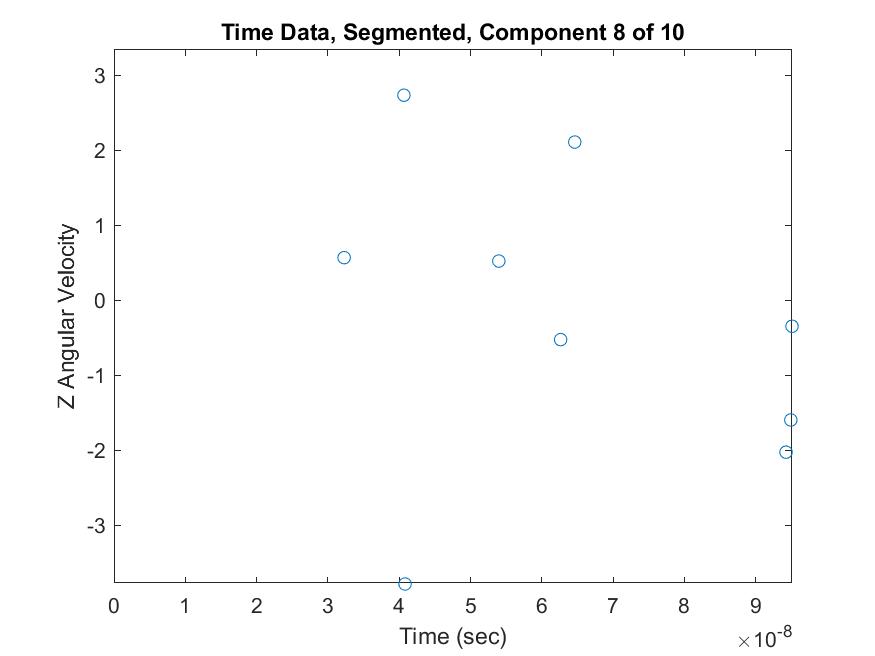 Time Data, Segmented, Component 8 of 10
3
2
1
0
-1
-2
-3
Z Angular Velocity
0 1 2 3 4 5 6 7 8 9
Time (sec)
×10^-8